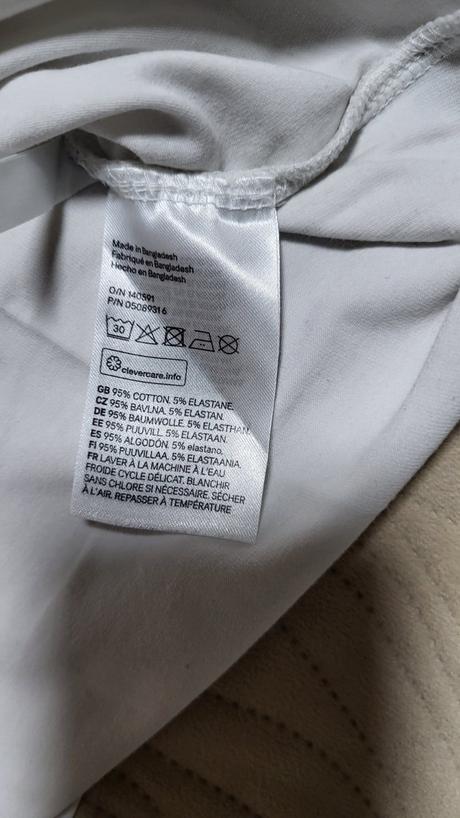 Made in Bangladesh
Fabriqué en Bangladesh
Hecho en Bangladesh
O/N 140591
P/N 05089316
30
clevercare.info
GB 95% COTTON. 5% ELASTANE.
CZ 95% BAVLNA. 5% ELASTAN.
DE 95% BAUMWOLLE. 5% ELASTHAN.
EE 95% PUUVILL. 5% ELASTAAN.
ES 95% ALGODÓN. 5% elastano.
FI 95% PUUVILLAA. 5% ELASTAANIA.
FR LAVER À LA MACHINE À L'EAU
FROIDE CYCLE DÉLICAT. BLANCHIR
SANS CHLORE SI NÉCESSAIRE. SÉCHER
À L'AIR. REPASSER À TEMPÉRATURE